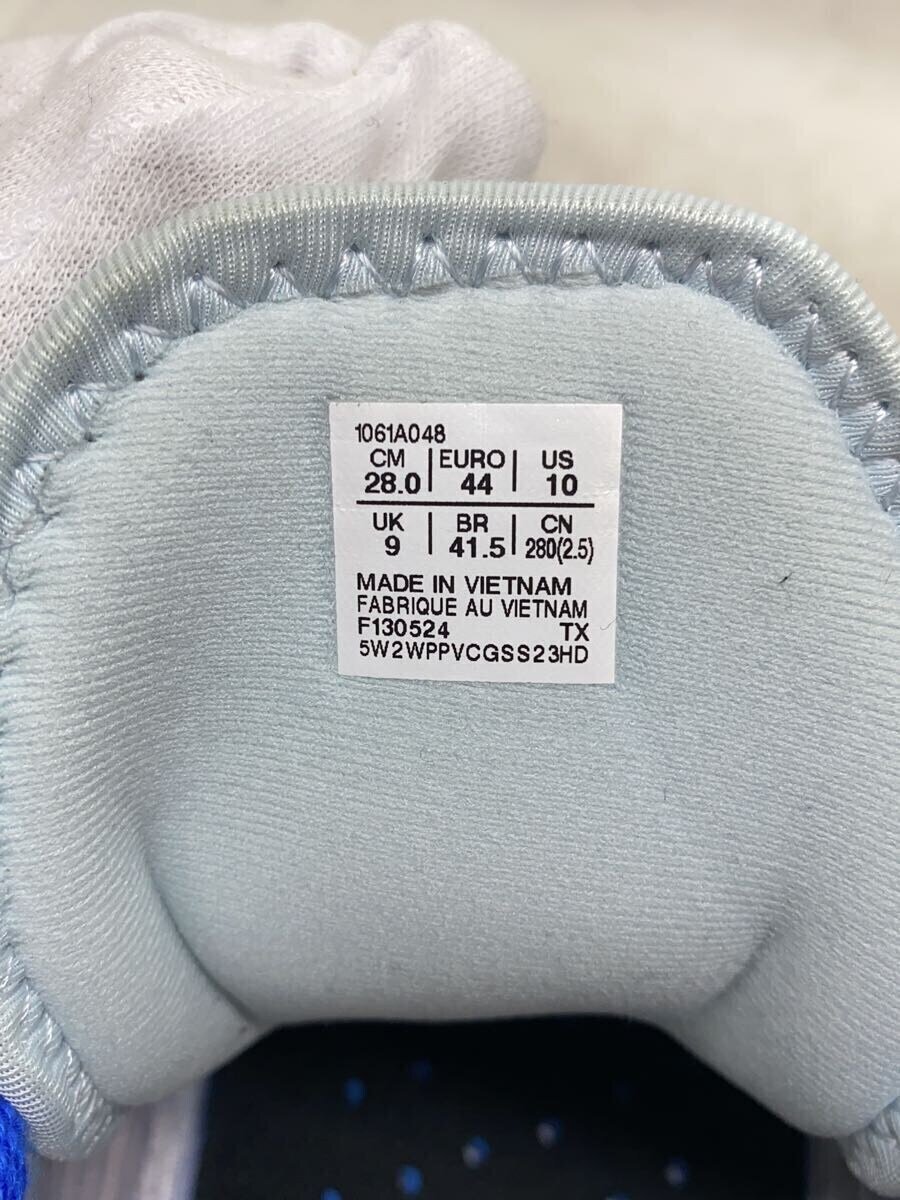 1061A048
CM | EURO | US
28.0 | 44 | 10
UK | BR | CN
9 | 41.5 | 280(2.5)
MADE IN VIETNAM
FABRIQUE AU VIETNAM
F130524 TX
5W2WPPVCGSS23HD